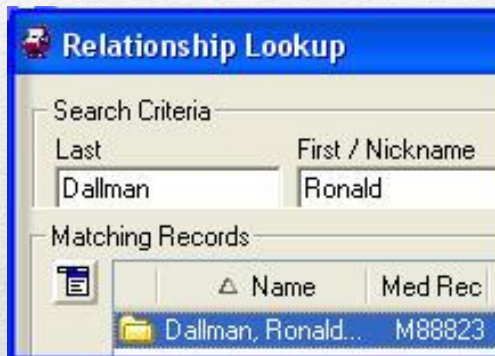 Relationship Lookup
Search Criteria
Last First / Nickname
Dallman Ronald
Matching Records
Name Med Rec
Dallman, Ronald... M88823